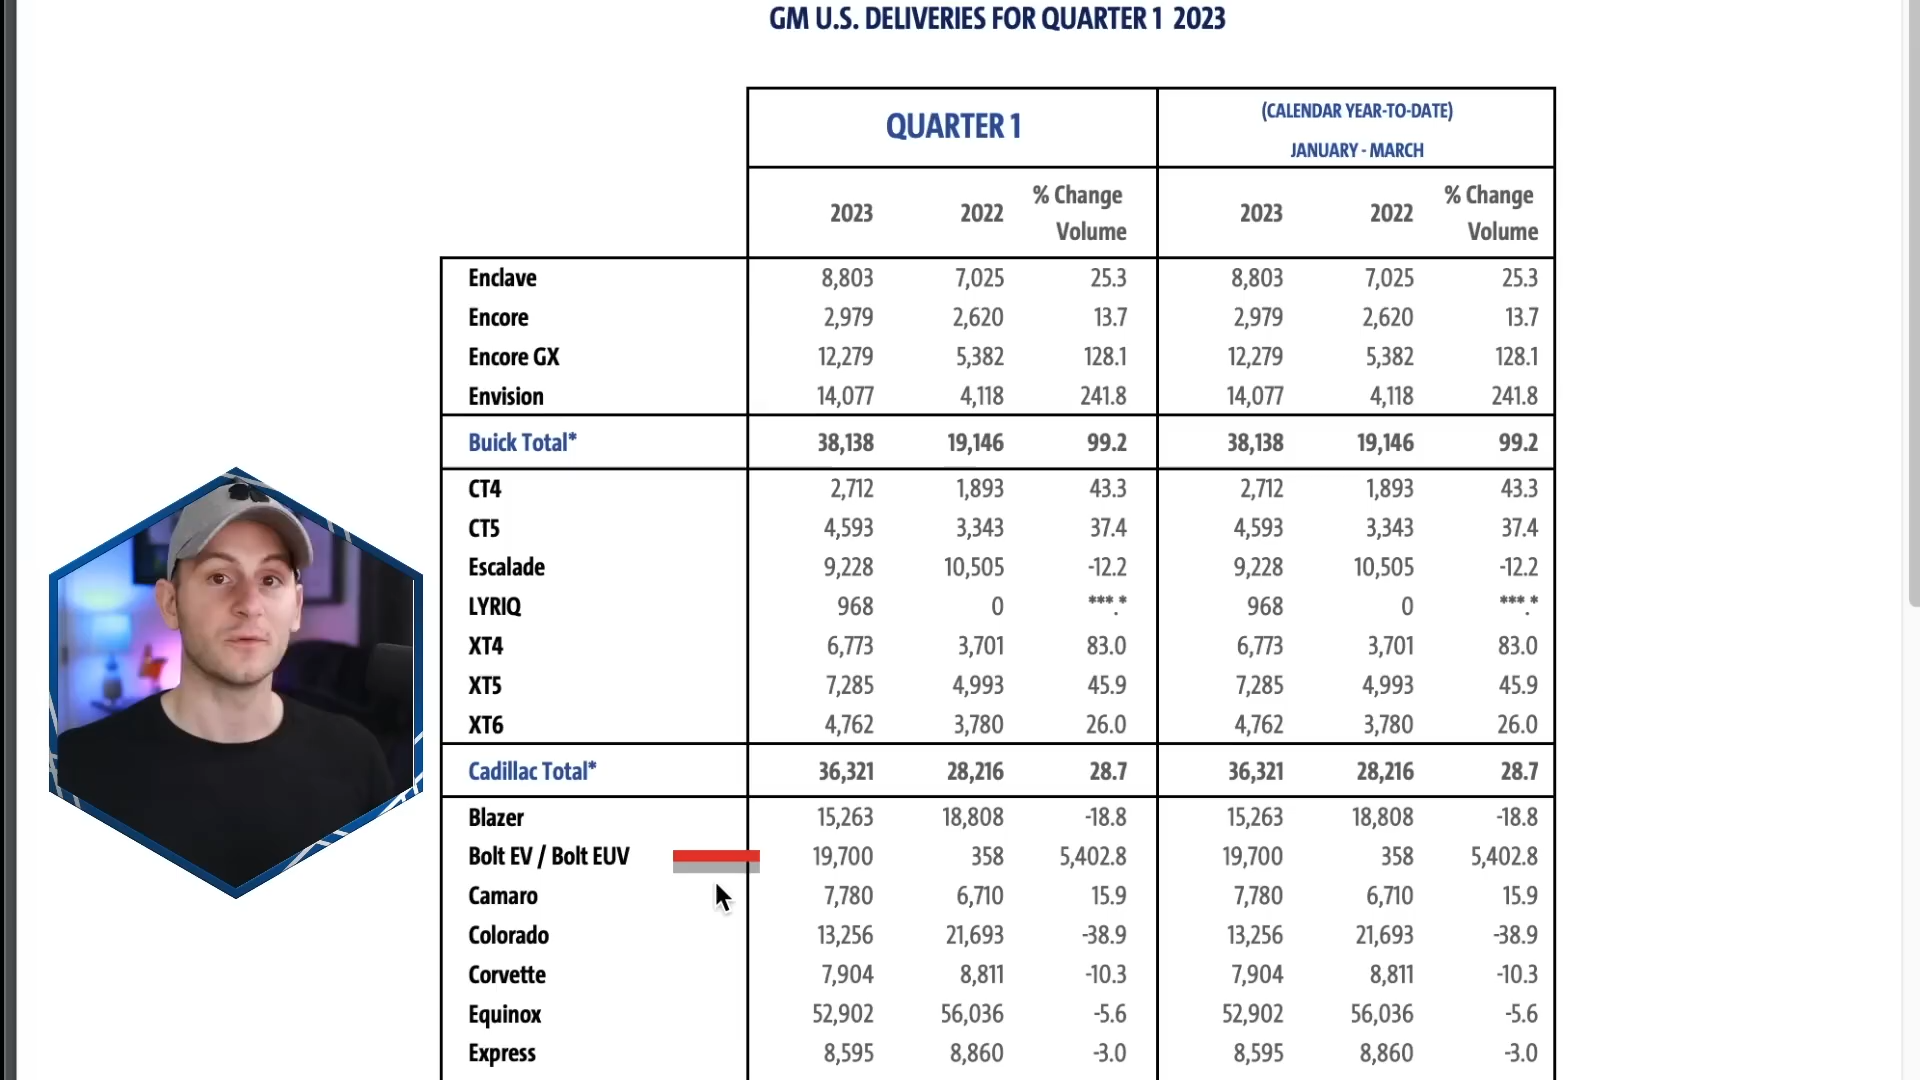 GM U.S. DELIVERIES FOR QUARTER 1 2023
QUARTER 1
(CALENDAR YEAR-TO-DATE)
JANUARY - MARCH
2023 2022 % Change Volume 2023 2022 % Change Volume
Enclave 8,803 7,025 25.3 8,803 7,025 25.3
Encore 2,979 2,620 13.7 2,979 2,620 13.7
Encore GX 12,279 5,382 128.1 12,279 5,382 128.1
Envision 14,077 4,118 241.8 14,077 4,118 241.8
Buick Total* 38,138 19,146 99.2 38,138 19,146 99.2
CT4 2,712 1,893 43.3 2,712 1,893 43.3
CT5 4,593 3,343 37.4 4,593 3,343 37.4
Escalade 9,228 10,505 -12.2 9,228 10,505 -12.2
LYRIQ 968 0 ***.* 968 0 ***.*
XT4 6,773 3,701 83.0 6,773 3,701 83.0
XT5 7,285 4,993 45.9 7,285 4,993 45.9
XT6 4,762 3,780 26.0 4,762 3,780 26.0
Cadillac Total* 36,321 28,216 28.7 36,321 28,216 28.7
Blazer 15,263 18,808 -18.8 15,263 18,808 -18.8
Bolt EV / Bolt EUV 19,700 358 5,402.8 19,700 358 5,402.8
Camaro 7,780 6,710 15.9 7,780 6,710 15.9
Colorado 13,256 21,693 -38.9 13,256 21,693 -38.9
Corvette 7,904 8,811 -10.3 7,904 8,811 -10.3
Equinox 52,902 56,036 -5.6 52,902 56,036 -5.6
Express 8,595 8,860 -3.0 8,595 8,860 -3.0